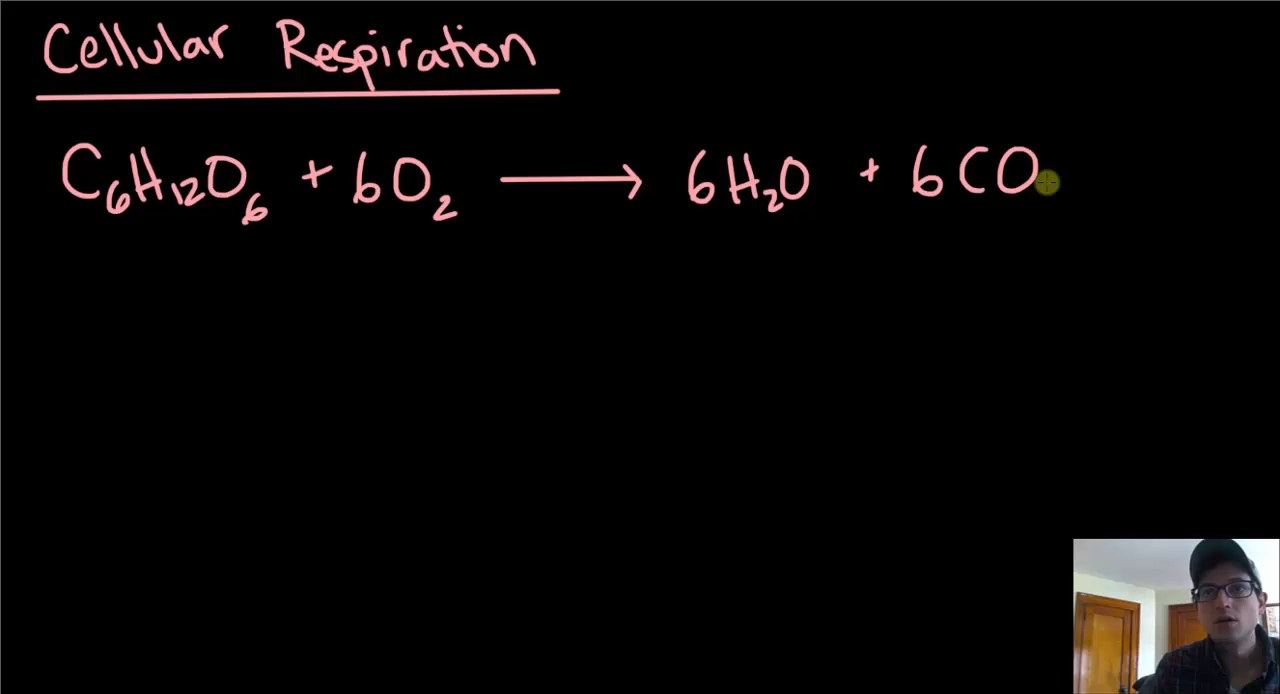 Cellular Respiration
C₆H₁₂O₆ + 6O₂ → 6H₂O + 6CO